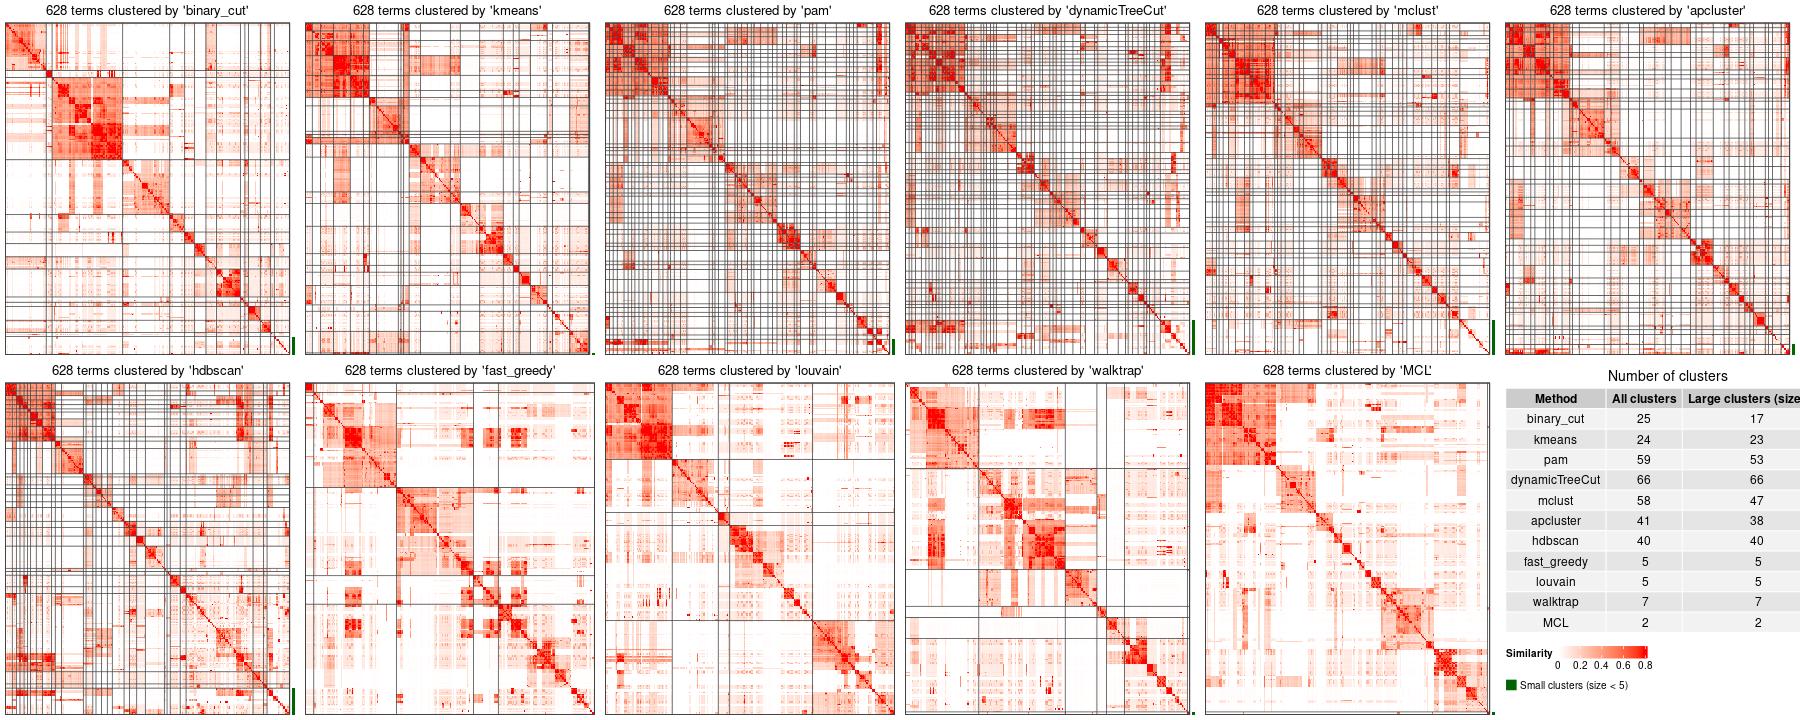 628 terms clustered by 'binary_cut'
628 terms clustered by 'kmeans'
628 terms clustered by 'pam'
628 terms clustered by 'dynamicTreeCut'
628 terms clustered by 'mclust'
628 terms clustered by 'apcluster'
628 terms clustered by 'hdbscan'
628 terms clustered by 'fast_greedy'
628 terms clustered by 'louvain'
628 terms clustered by 'walktrap'
628 terms clustered by 'MCL'
Number of clusters
Method All clusters Large clusters (size
binary_cut 25 17
kmeans 24 23
pam 59 53
dynamicTreeCut 66 66
mclust 58 47
apcluster 41 38
hdbscan 40 40
fast_greedy 5 5
louvain 5 5
walktrap 7 7
MCL 2 2
Similarity
0 0.2 0.4 0.6 0.8
Small clusters (size < 5)